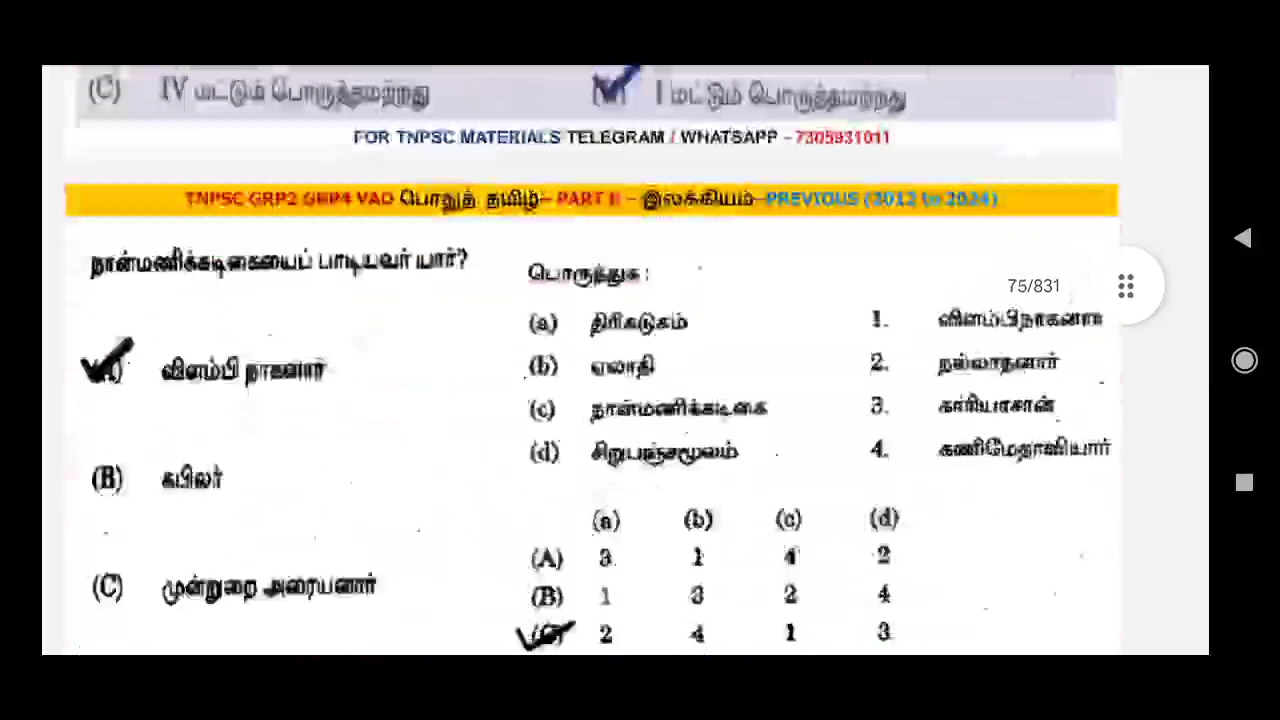 (C) IV மட்டும் பொருத்தமற்றது I மட்டும் பொருத்தமற்றது
FOR TNPSC MATERIALS TELEGRAM / WHATSAPP - 7305931011
TNPSC GRP2 GRP4 VAO பொதுத் தமிழ்– PART II – இலக்கியம்–PREVIOUS (2012 to 2024)
நான்மணிக்கடிகையைப் பாடியவர் யார்?
(A) விளம்பி நாகனார்
(B) கபிலர்
(C) முன்றுறை அரையனார்
பொருத்துக :
(a) திரிகடுகம் 1. விளம்பிநாகனார்
(b) ஏலாதி 2. நல்லாதனார்
(c) நான்மணிக்கடிகை 3. காரியாசான்
(d) சிறுபஞ்சமூலம் 4. கணிமேதாவியார்
(a) (b) (c) (d)
(A) 3 1 4 2
(B) 1 3 2 4
(C) 2 4 1 3
75/831